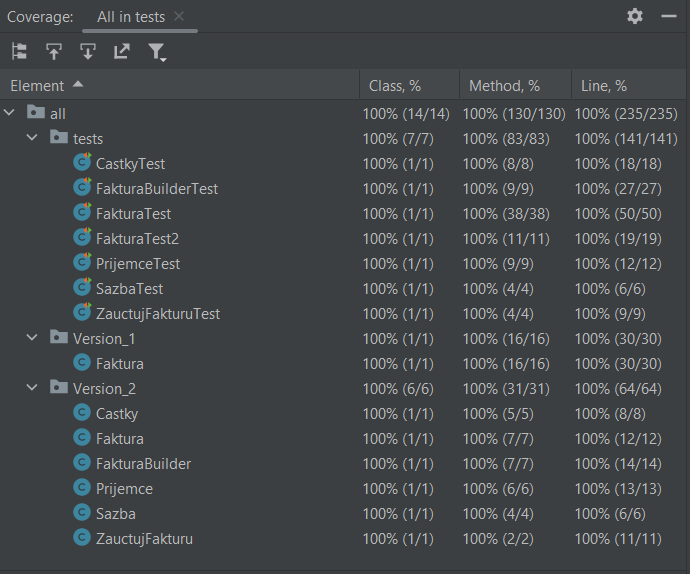 Coverage: All in tests
Element Class, % Method, % Line, %
all 100% (14/14) 100% (130/130) 100% (235/235)
tests 100% (7/7) 100% (83/83) 100% (141/141)
CastkyTest 100% (1/1) 100% (8/8) 100% (18/18)
FakturaBuilderTest 100% (1/1) 100% (9/9) 100% (27/27)
FakturaTest 100% (1/1) 100% (38/38) 100% (50/50)
FakturaTest2 100% (1/1) 100% (11/11) 100% (19/19)
PrijemceTest 100% (1/1) 100% (9/9) 100% (12/12)
SazbaTest 100% (1/1) 100% (4/4) 100% (6/6)
ZauctujFakturuTest 100% (1/1) 100% (4/4) 100% (9/9)
Version_1 100% (1/1) 100% (16/16) 100% (30/30)
Faktura 100% (1/1) 100% (16/16) 100% (30/30)
Version_2 100% (6/6) 100% (31/31) 100% (64/64)
Castky 100% (1/1) 100% (5/5) 100% (8/8)
Faktura 100% (1/1) 100% (7/7) 100% (12/12)
FakturaBuilder 100% (1/1) 100% (7/7) 100% (14/14)
Prijemce 100% (1/1) 100% (6/6) 100% (13/13)
Sazba 100% (1/1) 100% (4/4) 100% (6/6)
ZauctujFakturu 100% (1/1) 100% (2/2) 100% (11/11)